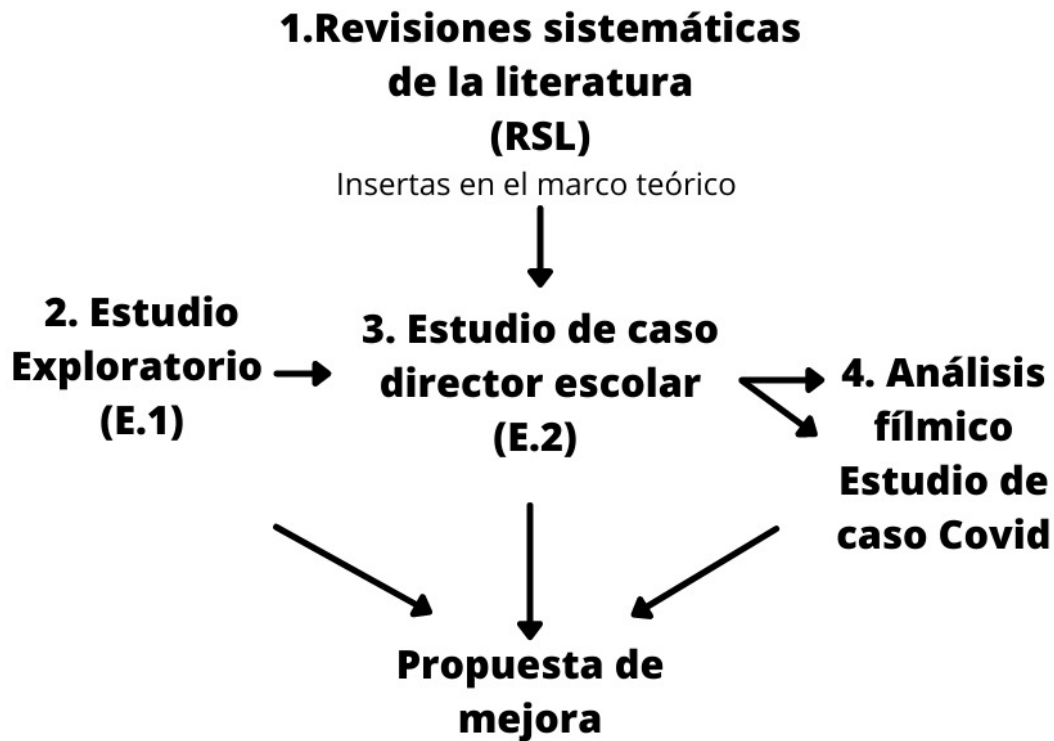 1.Revisiones sistemáticas
de la literatura
(RSL)
Insertas en el marco teórico
2. Estudio
Exploratorio
(E.1)
3. Estudio de caso
director escolar
(E.2)
4. Análisis
fílmico
Estudio de
caso Covid
Propuesta de
mejora